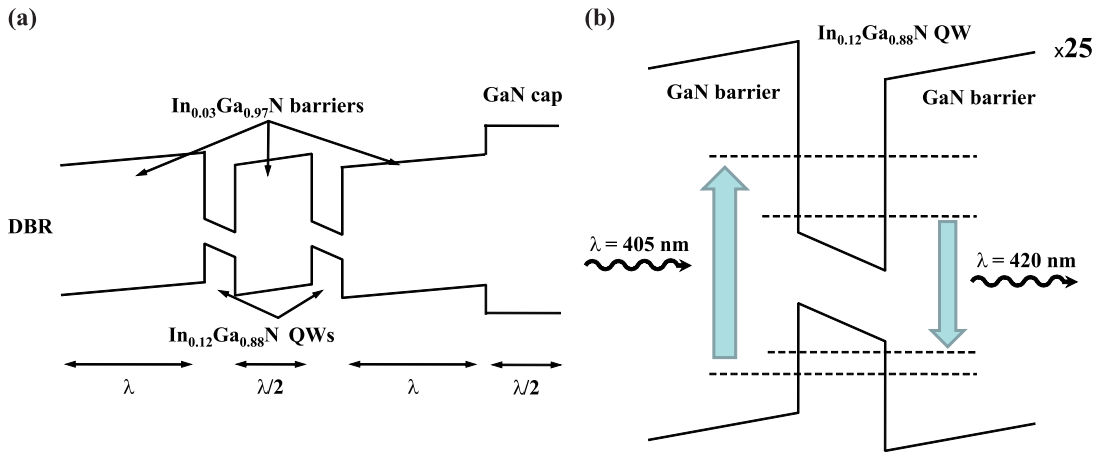 (a)
In0.03Ga0.97N barriers
GaN cap
DBR
In0.12Ga0.88N QWs
λ
λ/2
λ
λ/2
(b)
In0.12Ga0.88N QW
x25
GaN barrier
GaN barrier
λ = 405 nm
λ = 420 nm